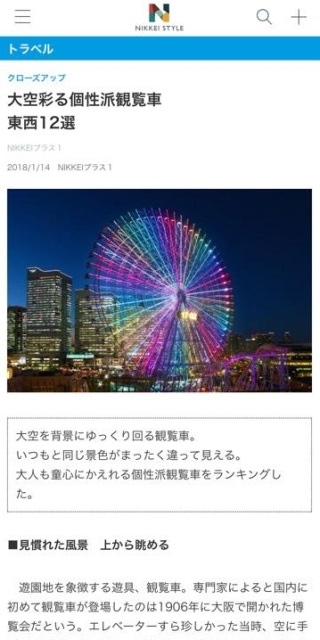 NIKKEI STYLE
トラベル
クローズアップ
大空彩る個性派観覧車
東西12選
NIKKEIプラス１
2018/1/14　NIKKEIプラス１
大空を背景にゆっくり回る観覧車。
いつもと同じ景色がまったく違って見える。
大人も童心にかえれる個性派観覧車をランキングし
た。
■見慣れた風景　上から眺める
遊園地を象徴する遊具、観覧車。専門家によると国内に
初めて観覧車が登場したのは1906年に大阪で開かれた博
覧会だという。エレベーターすら珍しかった当時、空に手